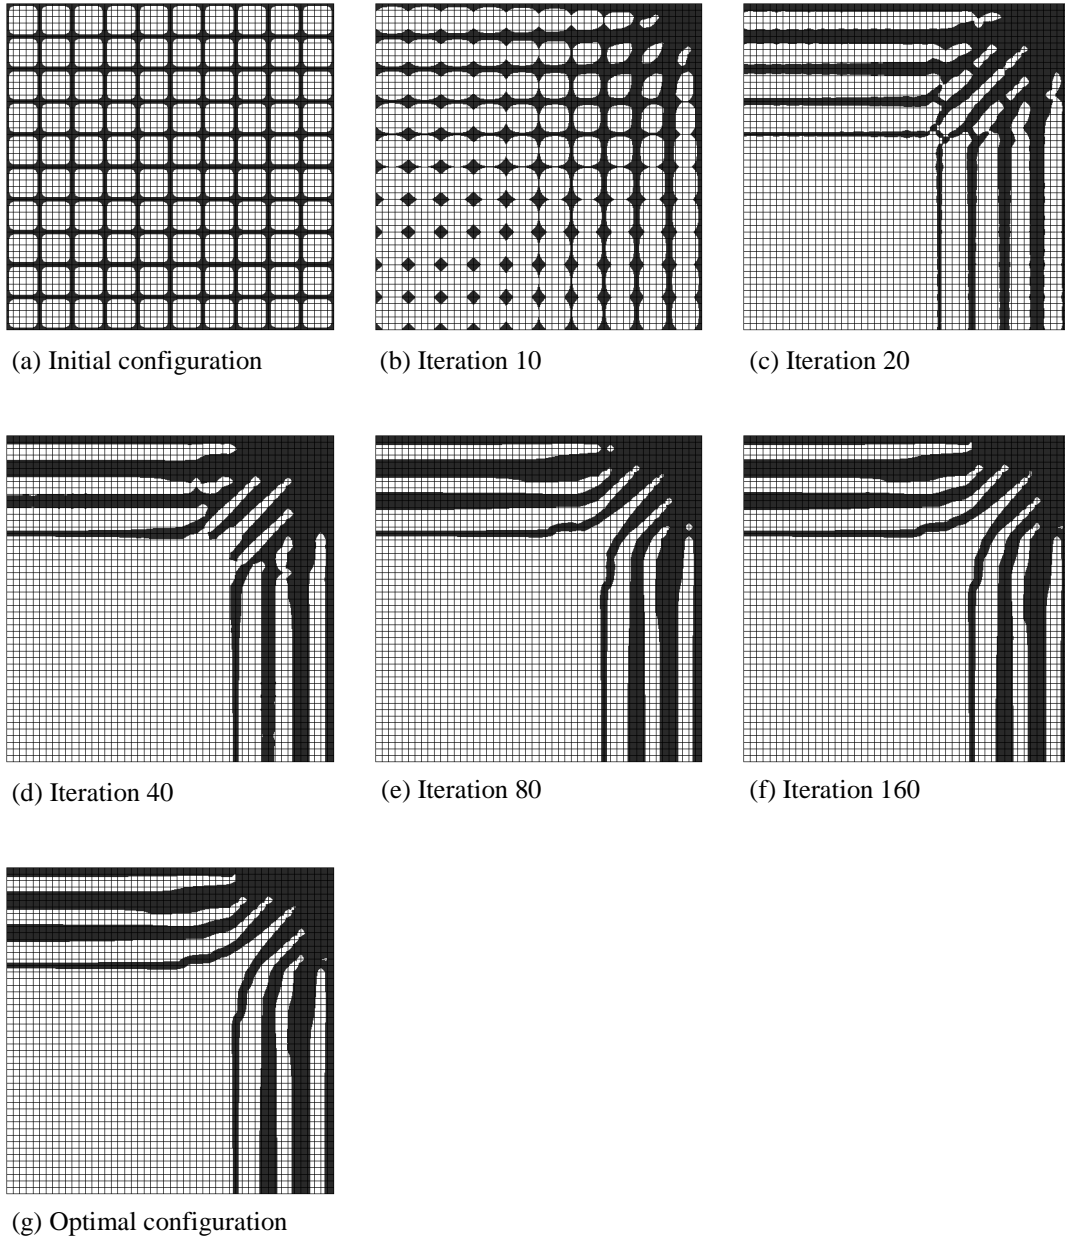 (a) Initial configuration
(b) Iteration 10
(c) Iteration 20
(d) Iteration 40
(e) Iteration 80
(f) Iteration 160
(g) Optimal configuration